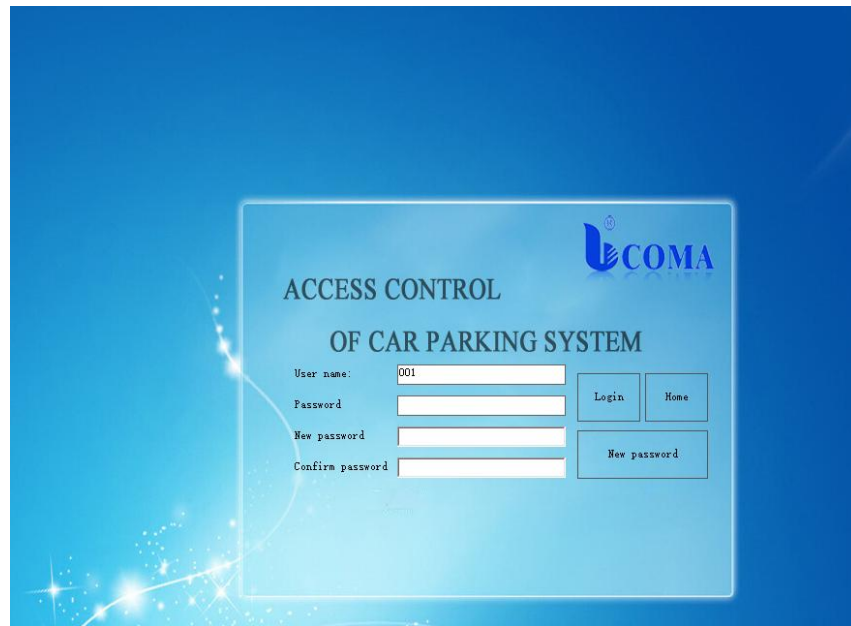 ®
COMA
ACCESS CONTROL
OF CAR PARKING SYSTEM
User name: 001
Password
Login Home
New password
New password
Confirm password